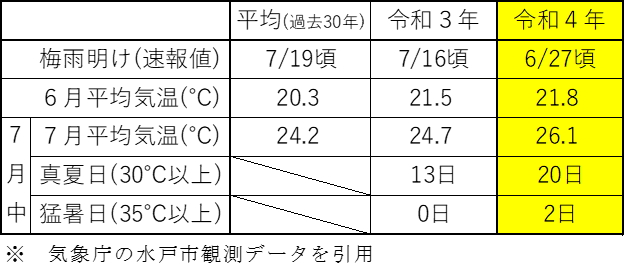 平均(過去30年) 令和３年 令和４年
梅雨明け(速報値) 7/19頃 7/16頃 6/27頃
６月平均気温(℃) 20.3 21.5 21.8
７月中 ７月平均気温(℃) 24.2 24.7 26.1
真夏日(30℃以上) 13日 20日
猛暑日(35℃以上) 0日 2日
※　気象庁の水戸市観測データを引用